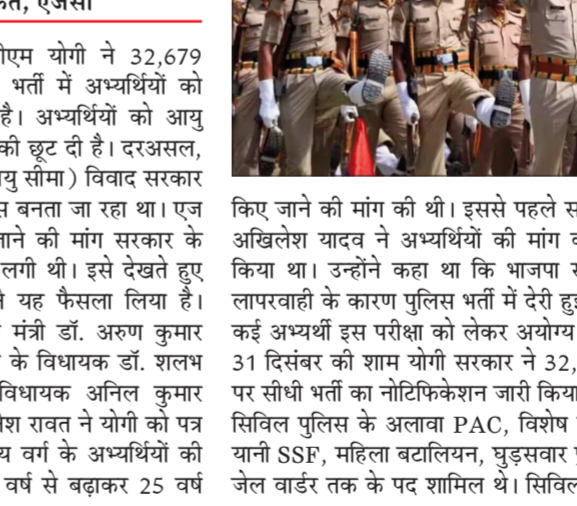 एजेंसी
एम योगी ने 32,679
भर्ती में अभ्यर्थियों को
है। अभ्यर्थियों को आयु
की छूट दी है। दरअसल,
यु सीमा) विवाद सरकार
बनता जा रहा था। एज
जाने की मांग सरकार के
लगी थी। इसे देखते हुए
यह फैसला लिया है।
मंत्री डॉ. अरुण कुमार
के विधायक डॉ. शलभ
विधायक अनिल कुमार
श रावत ने योगी को पत्र
य वर्ग के अभ्यर्थियों की
वर्ष से बढ़ाकर 25 वर्ष
किए जाने की मांग की थी। इससे पहले स
अखिलेश यादव ने अभ्यर्थियों की मांग
किया था। उन्होंने कहा था कि भाजपा स
लापरवाही के कारण पुलिस भर्ती में देरी हुई
कई अभ्यर्थी इस परीक्षा को लेकर अयोग्य
31 दिसंबर की शाम योगी सरकार ने 32,
पर सीधी भर्ती का नोटिफिकेशन जारी किया
सिविल पुलिस के अलावा PAC, विशेष
यानी SSF, महिला बटालियन, घुड़सवार
जेल वार्डर तक के पद शामिल थे। सिविल